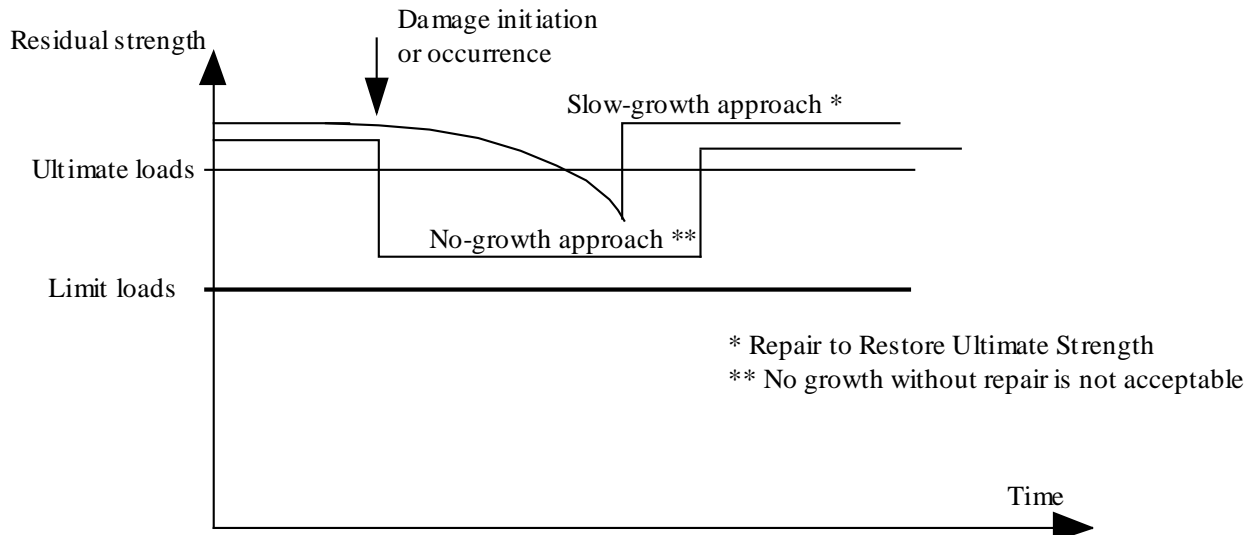 Damage initiation
or occurrence
Residual strength
Slow-growth approach *
Ultimate loads
No-growth approach **
Limit loads
* Repair to Restore Ultimate Strength
** No growth without repair is not acceptable
Time